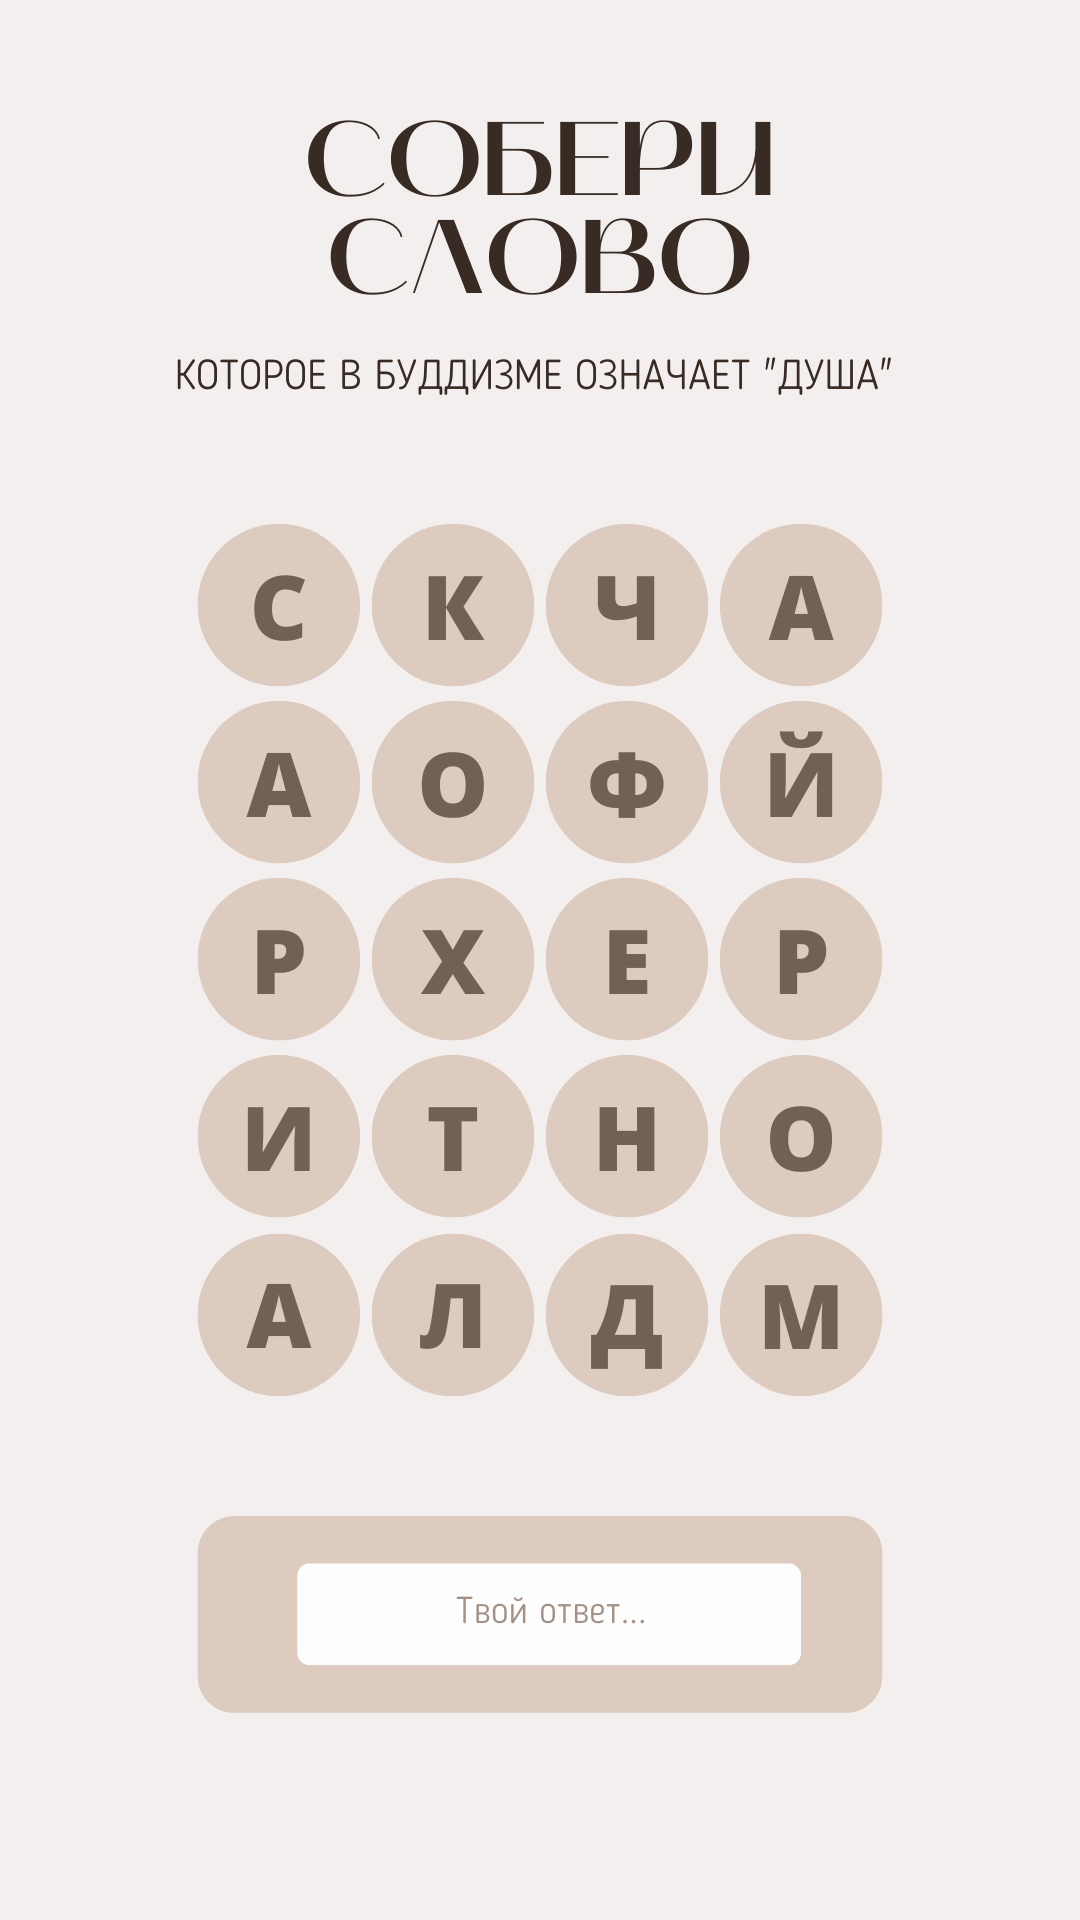 СОБЕРИ
СЛОВО
КОТОРОЕ В БУДДИЗМЕ ОЗНАЧАЕТ "ДУША"
С К Ч А
А О Ф Й
Р Х Е Р
И Т Н О
А Л Д М
Твой ответ...